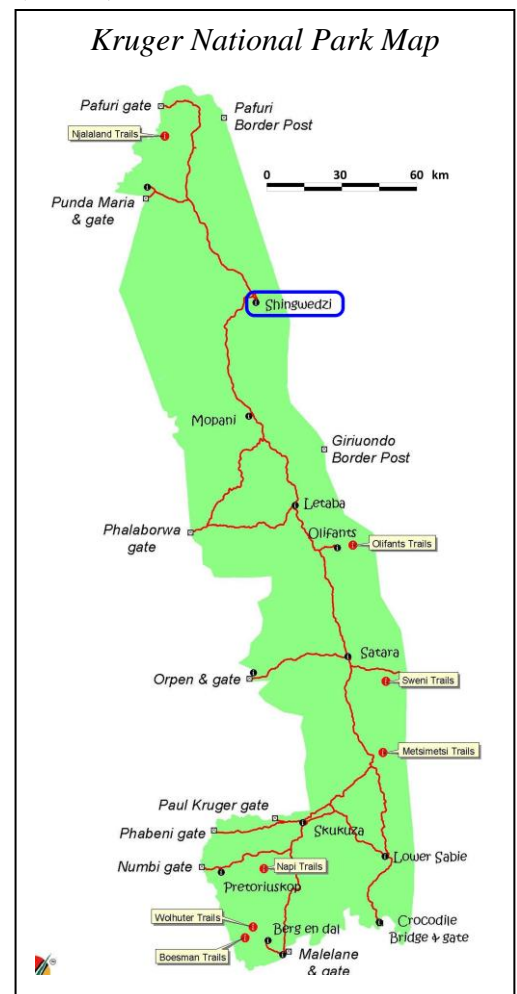 Kruger National Park Map
Pafuri gate
Pafuri
Border Post
Njalaland Trails
0 30 60 km
Punda Maria
& gate
Shingwedzi
Mopani
Giriuondo
Border Post
Letaba
Phalaborwa
gate
Olifants
Olifants Trails
Satara
Orpen & gate
Sweni Trails
Metsimetsi Trails
Paul Kruger gate
Skukuza
Phabeni gate
Lower Sabie
Numbi gate
Napi Trails
Pretoriuskop
Wolhuter Trails
Berg en dal
Crocodile
Bridge & gate
Boesman Trails
Malelane
& gate